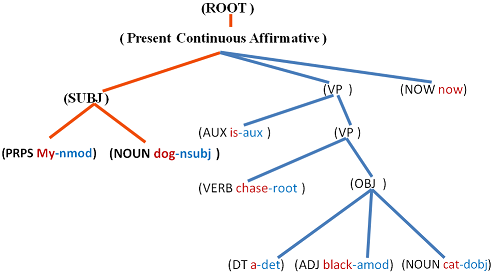 (ROOT )
( Present Continuous Affirmative)
(SUBJ) (VP ) (NOW now)
(AUX is-aux ) (VP )
(PRPS My-nmod) (NOUN dog-nsubj )
(VERB chase-root ) (OBJ )
(DT a-det) (ADJ black-amod) (NOUN cat-dobj)